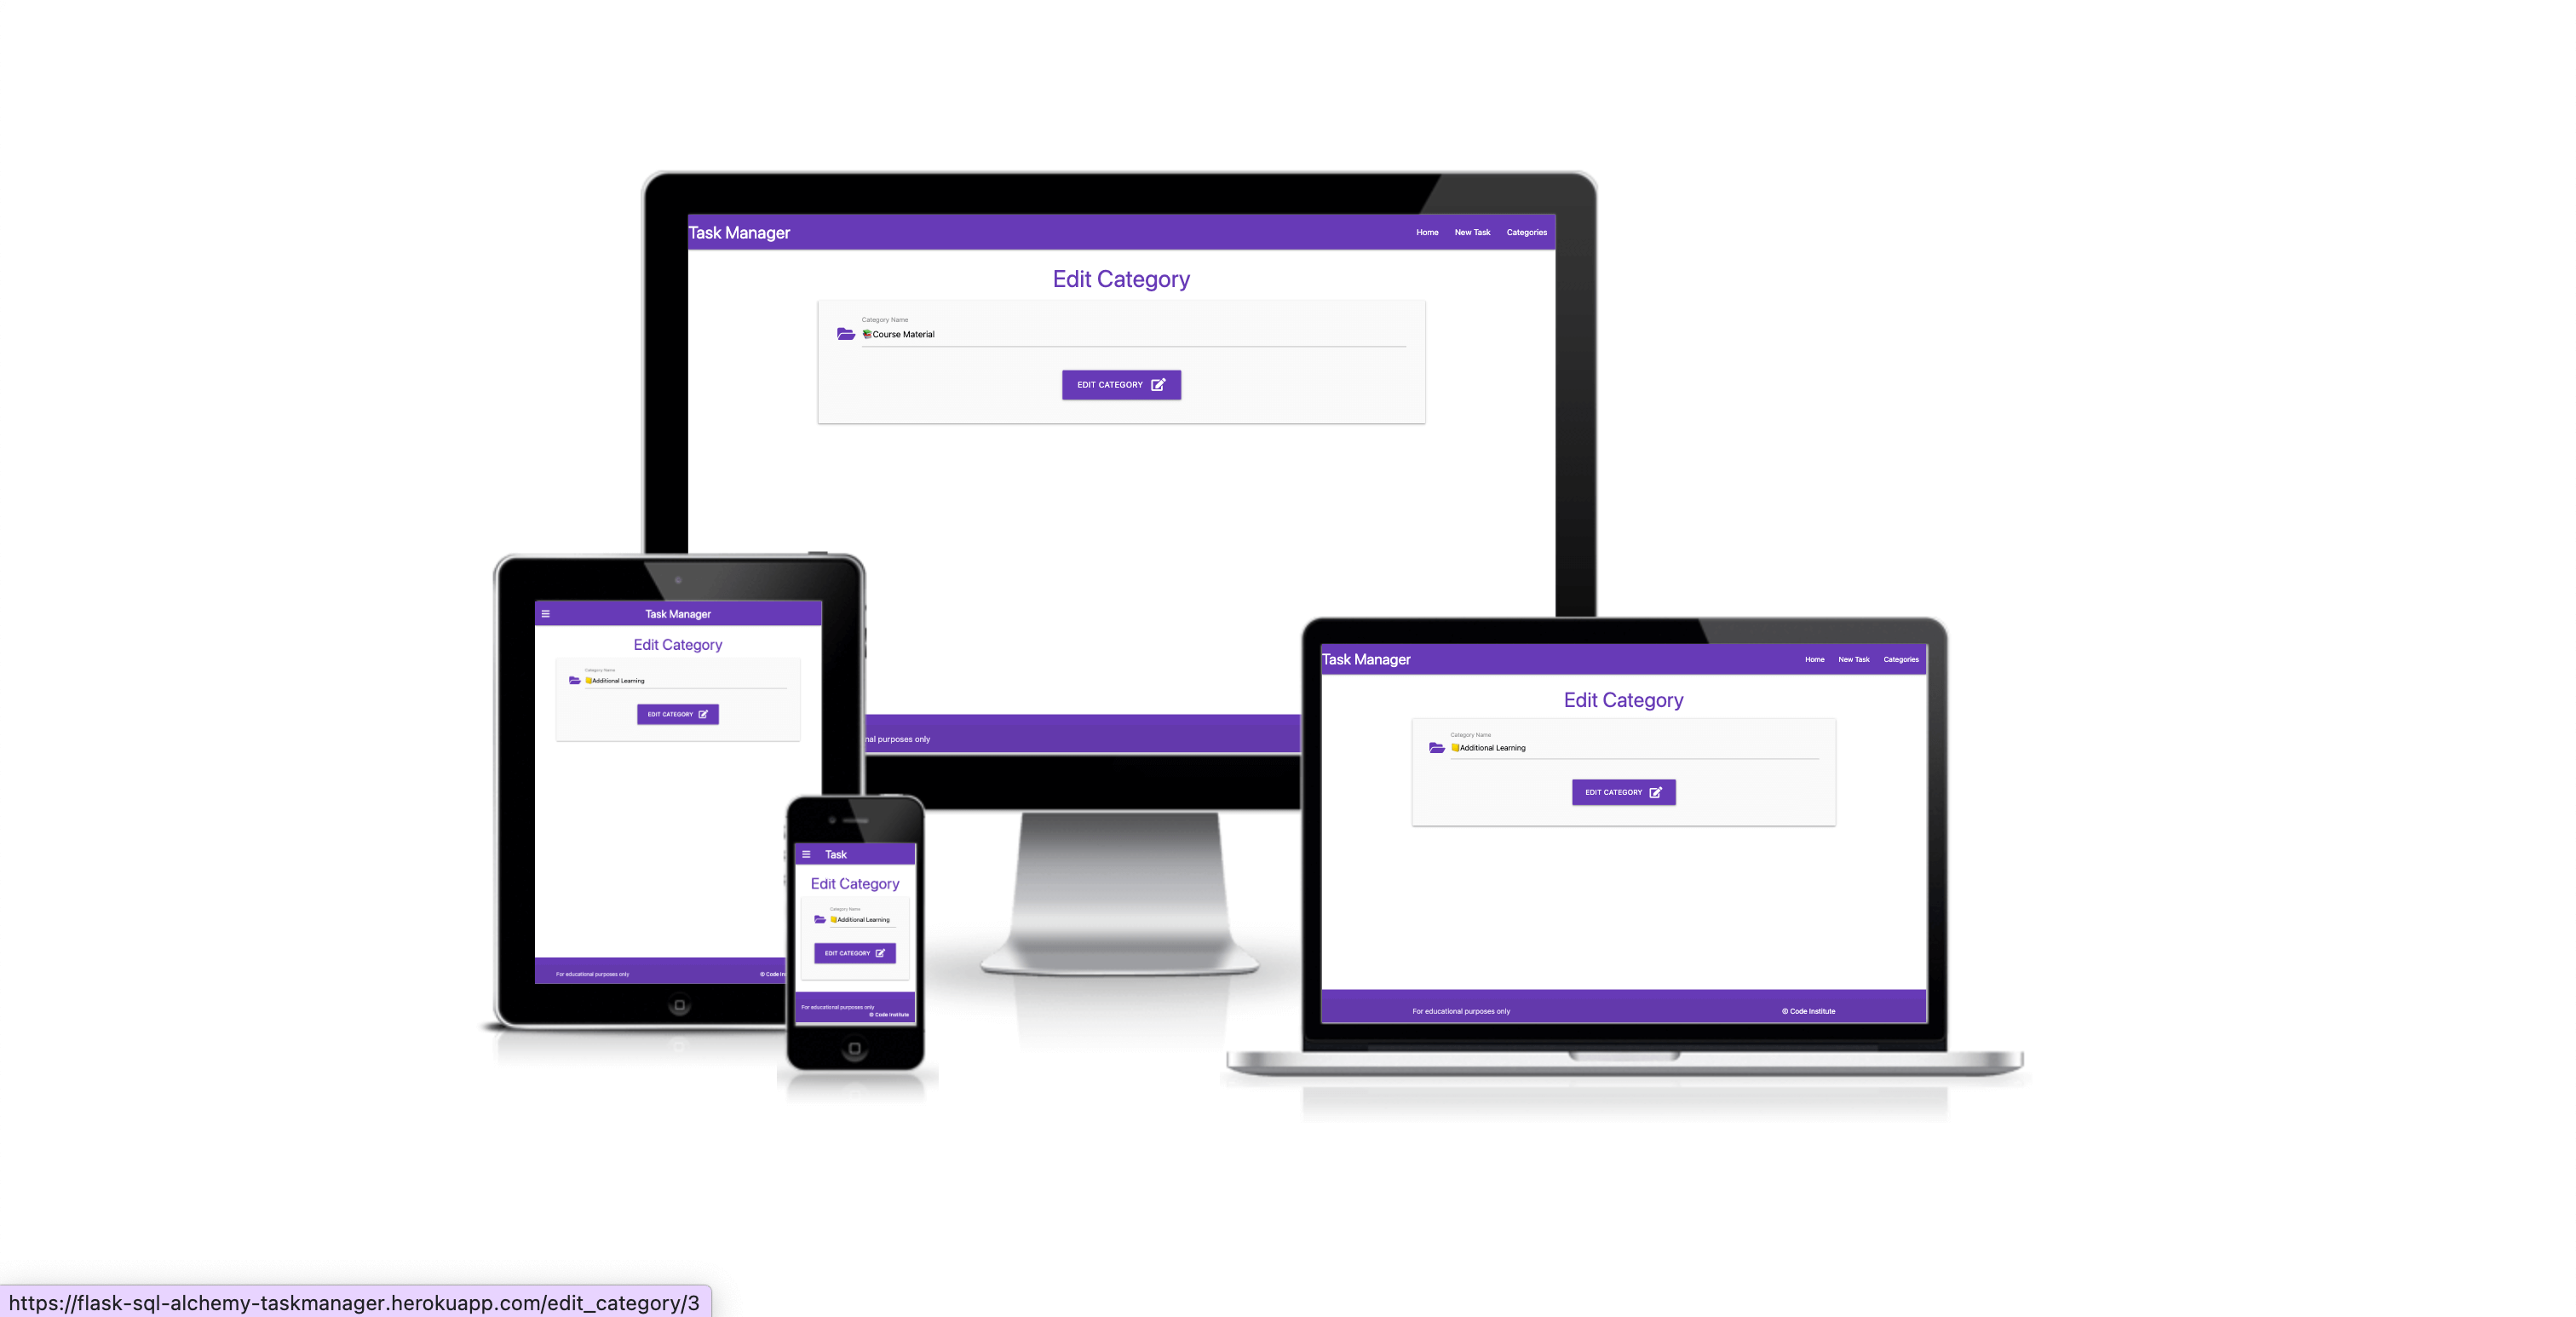 Task Manager Home New Task Categories
Edit Category
Category Name
📚Course Material
EDIT CATEGORY
nal purposes only
Task Manager
Edit Category
Category Name
Additional Learning
EDIT CATEGORY
For educational purposes only © Code In
Task
Edit Category
Category Name
Additional Learning
EDIT CATEGORY
For educational purposes only
© Code Institute
Task Manager Home New Task Categories
Edit Category
Category Name
Additional Learning
EDIT CATEGORY
For educational purposes only © Code Institute
https://flask-sql-alchemy-taskmanager.herokuapp.com/edit_category/3